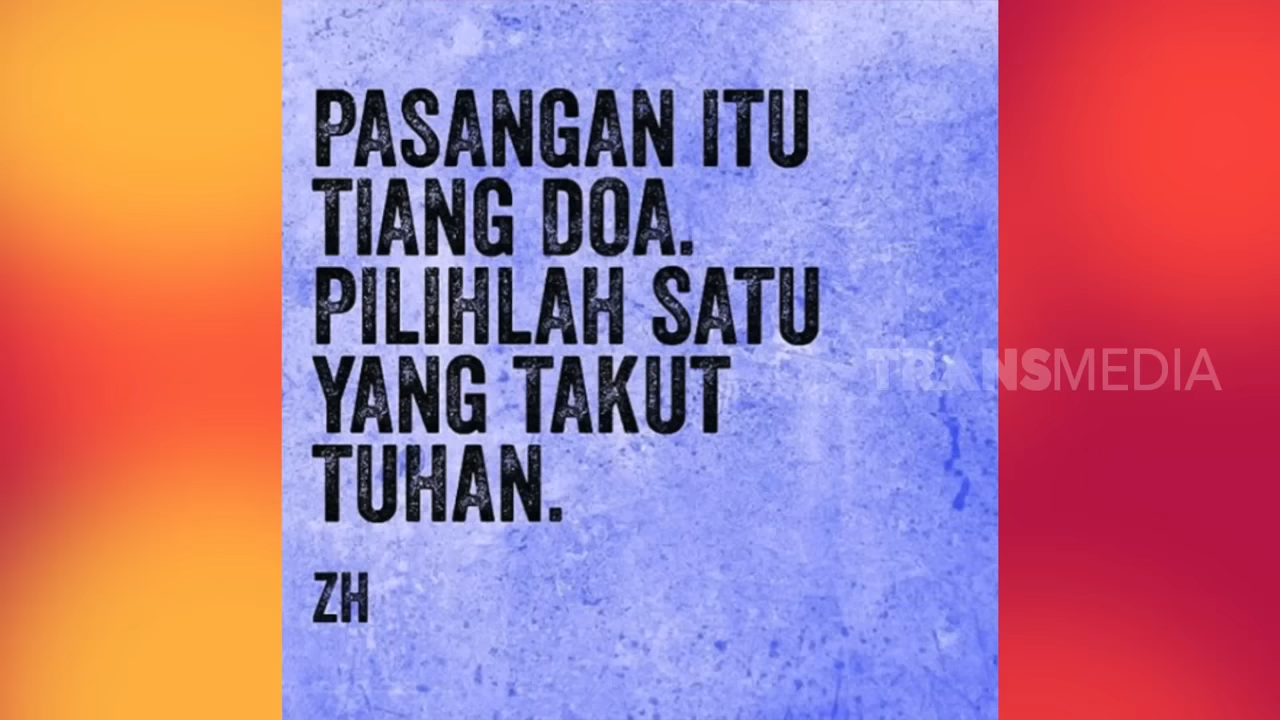 PASANGAN ITU
TIANG DOA.
PILIHLAH SATU
YANG TAKUT
TUHAN.
ZH
TRANSMEDIA